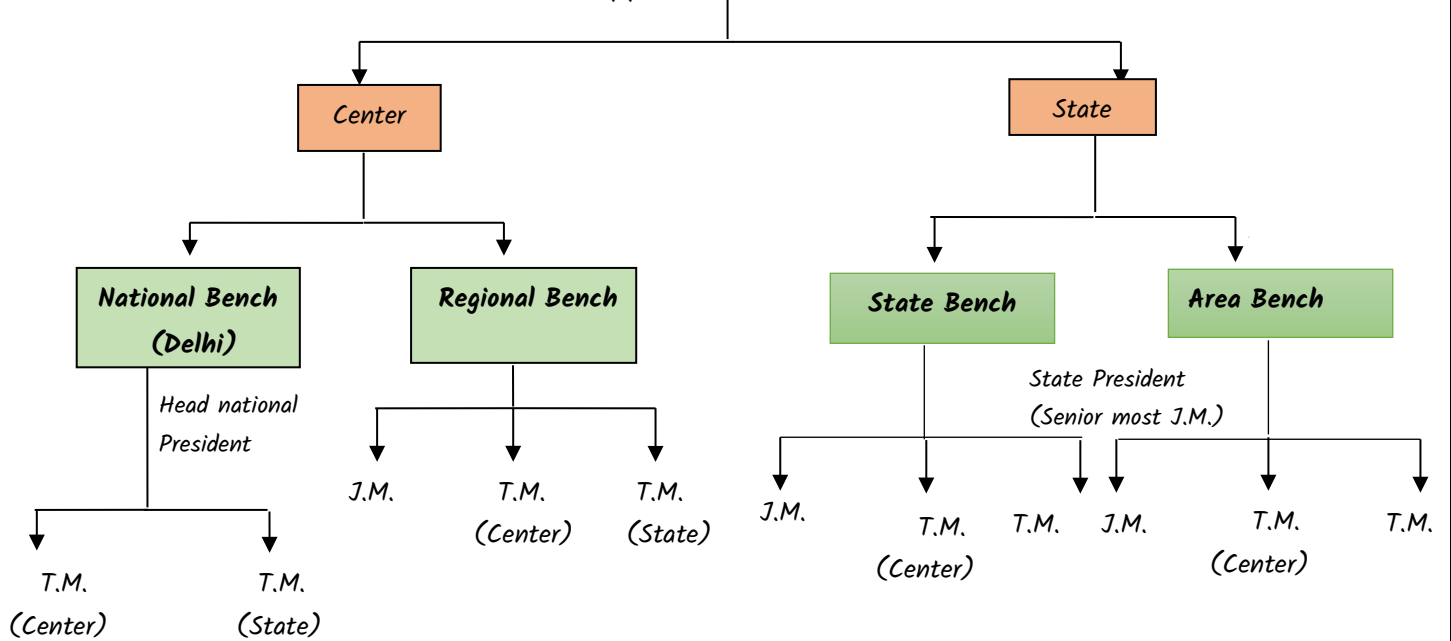 Center
State
National Bench
(Delhi)
Regional Bench
State Bench
Area Bench
Head national
President
State President
(Senior most J.M.)
J.M.
T.M.
(Center)
T.M.
(State)
J.M.
T.M.
(Center)
T.M.
J.M.
T.M.
(Center)
T.M.
T.M.
(Center)
T.M.
(State)